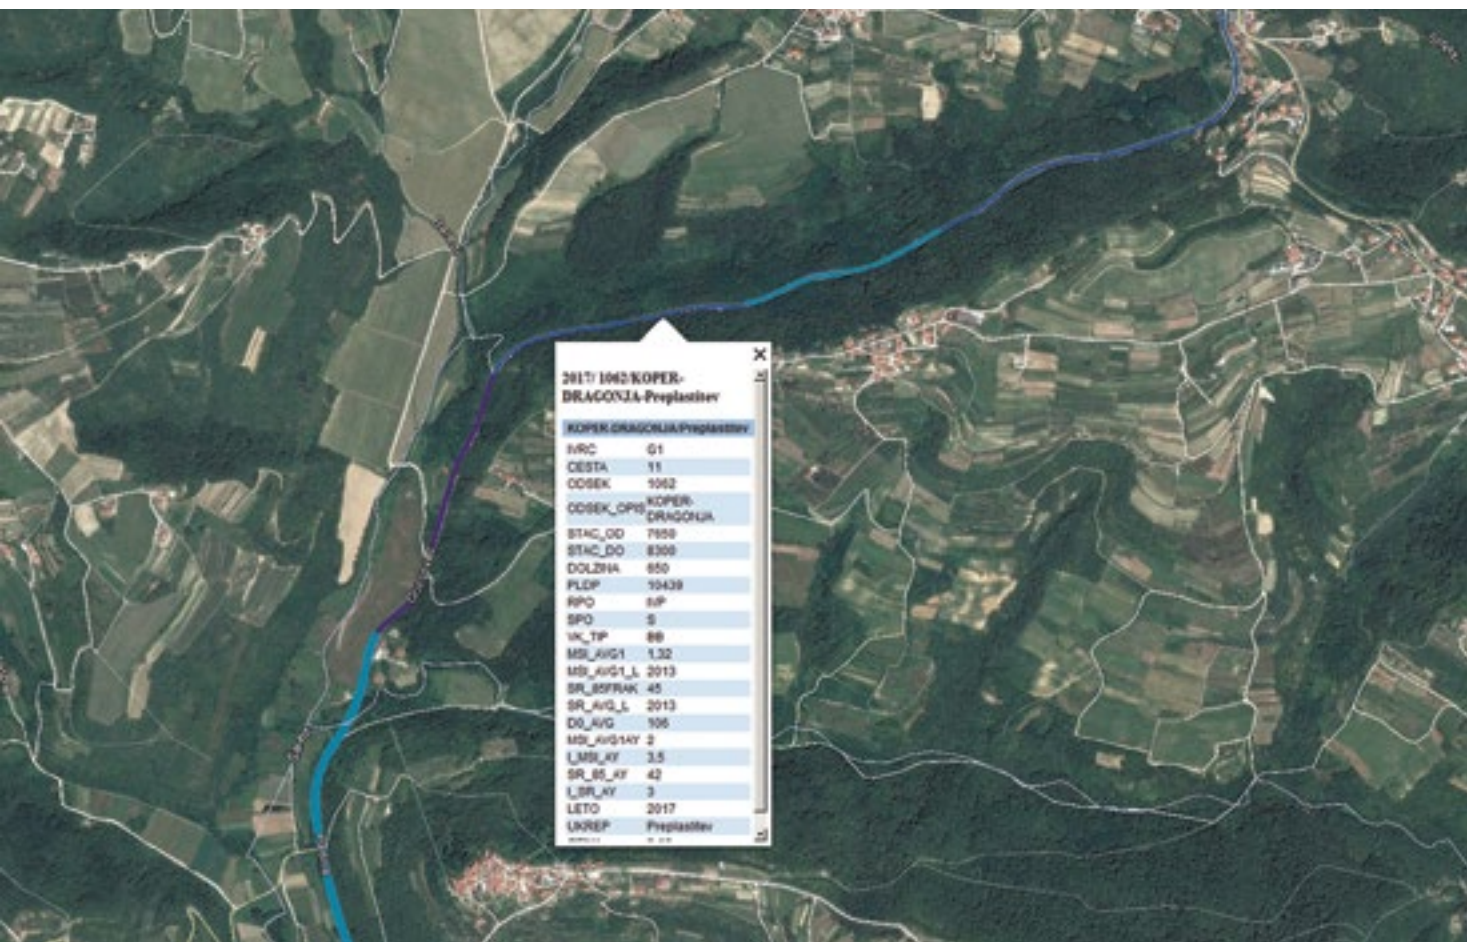 2017/ 1062/KOPER-
DRAGONJA-Preplastitev
KOPER-DRAGONJA/Preplastitev
IVRC G1
CESTA 11
ODSEK 1062
ODSEK_OPIS KOPER-
DRAGONJA
STAC_OD 7650
STAC_DO 8300
DOLZINA 650
PLDP 10439
RPO IVP
SPO S
VK_TIP BB
MSI_AVG1 1,32
MSI_AVG1_L 2013
SR_85FRAK 45
SR_AVG_L 2013
D0_AVG 106
MSI_AVG1AY 2
I_MSI_AY 3.5
SR_85_AY 42
I_SR_AY 3
LETO 2017
UKREP Preplastitev